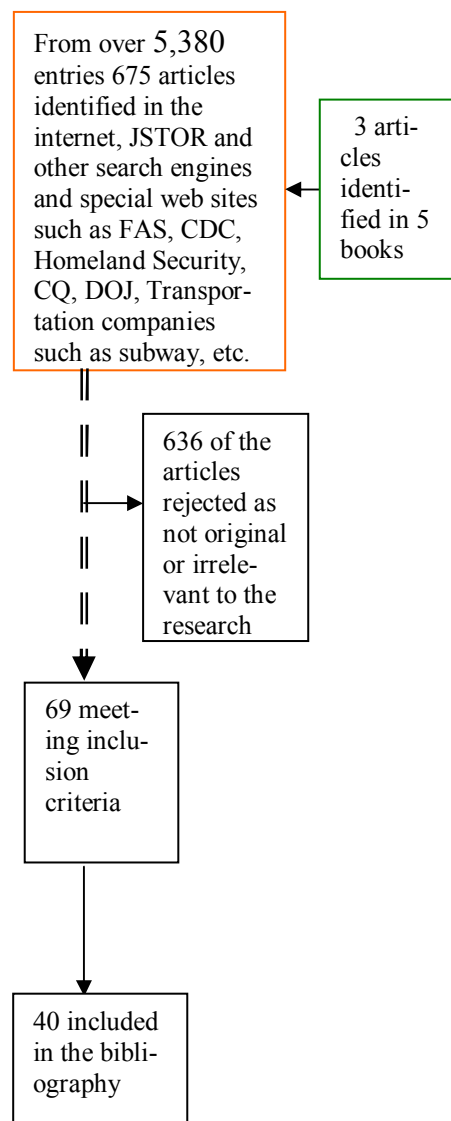 From over 5,380
entries 675 articles
identified in the
internet, JSTOR and
other search engines
and special web sites
such as FAS, CDC,
Homeland Security,
CQ, DOJ, Transpor-
tation companies
such as subway, etc.
3 arti-
cles
identi-
fied in 5
books
636 of the
articles
rejected as
not original
or irrele-
vant to the
research
69 meet-
ing inclu-
sion
criteria
40 included
in the bibli-
ography